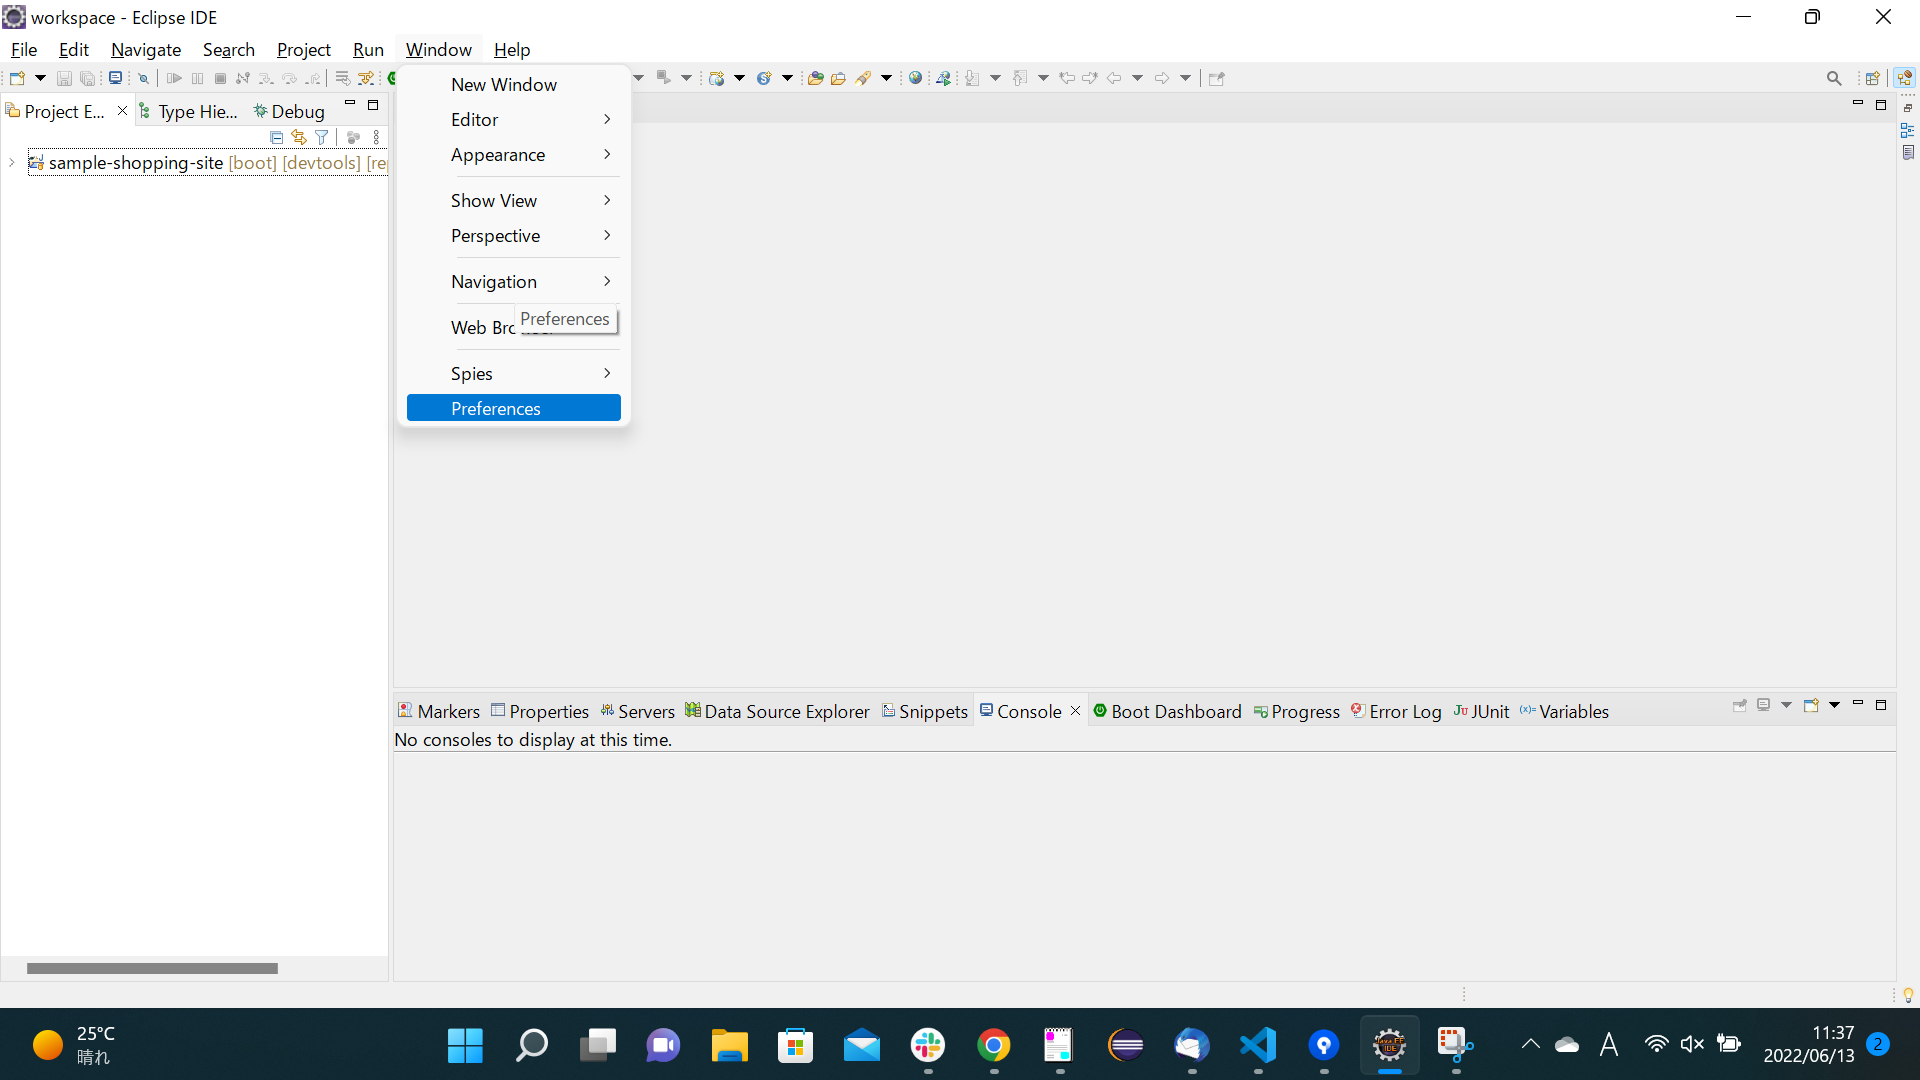 workspace - Eclipse IDE
File Edit Navigate Search Project Run Window Help
Project E... Type Hie... Debug
sample-shopping-site [boot] [devtools]
New Window
Editor
Appearance
Show View
Perspective
Navigation
Web
Preferences
Spies
Preferences
Markers Properties Servers Data Source Explorer Snippets Console Boot Dashboard Progress Error Log JUnit Variables
No consoles to display at this time.
25°C
晴れ
A
11:37
2022/06/13
2